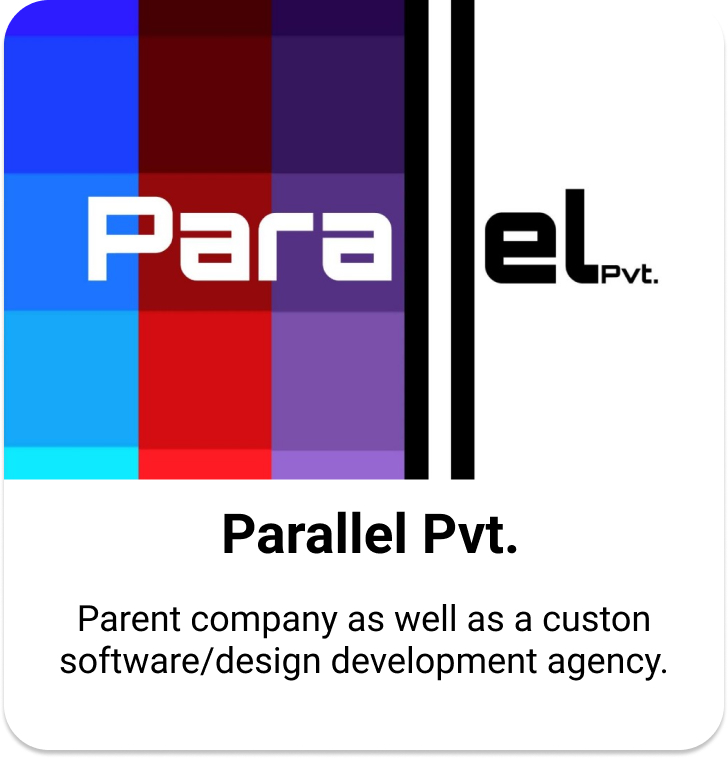 Parallel Pvt.
Parallel Pvt.
Parent company as well as a custon
software/design development agency.